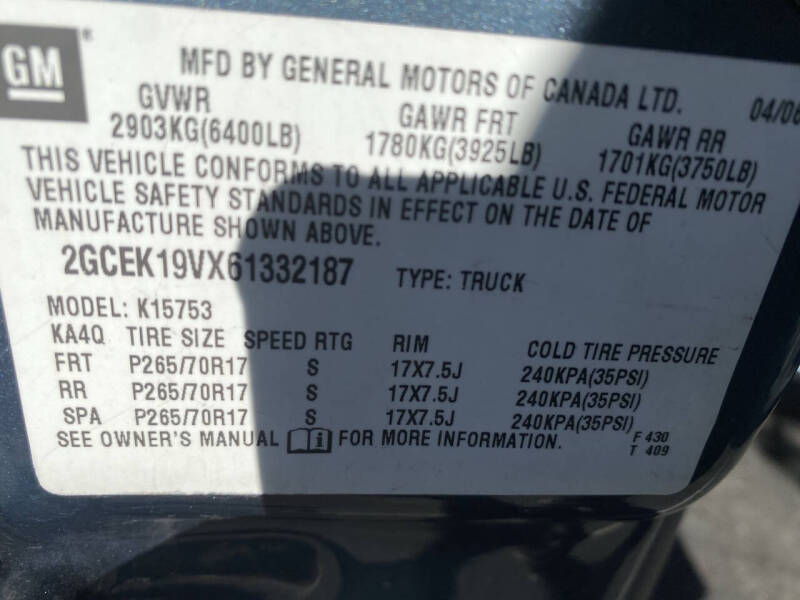 GM ® MFD BY GENERAL MOTORS OF CANADA LTD. 04/06
GVWR GAWR FRT GAWR RR
2903KG(6400LB) 1780KG(3925LB) 1701KG(3750LB)
THIS VEHICLE CONFORMS TO ALL APPLICABLE U.S. FEDERAL MOTOR
VEHICLE SAFETY STANDARDS IN EFFECT ON THE DATE OF
MANUFACTURE SHOWN ABOVE.
2GCEK19VX61332187 TYPE: TRUCK
MODEL: K15753
KA4Q TIRE SIZE SPEED RTG RIM COLD TIRE PRESSURE
FRT P265/70R17 S 17X7.5J 240KPA(35PSI)
RR P265/70R17 S 17X7.5J 240KPA(35PSI)
SPA P265/70R17 S 17X7.5J 240KPA(35PSI)
SEE OWNER'S MANUAL i FOR MORE INFORMATION. F 430
T 409